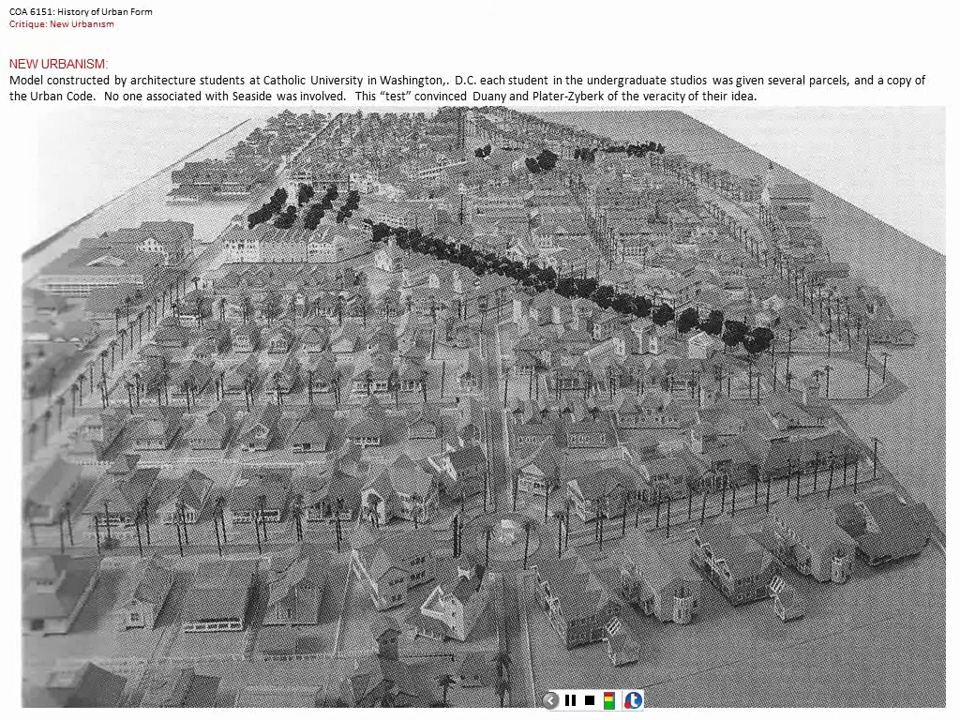 COA 6151: History of Urban Form
Critique: New Urbanism
NEW URBANISM:
Model constructed by architecture students at Catholic University in Washington,.  D.C. each student in the undergraduate studios was given several parcels, and a copy of
the Urban Code.  No one associated with Seaside was involved.  This “test” convinced Duany and Plater-Zyberk of the veracity of their idea.